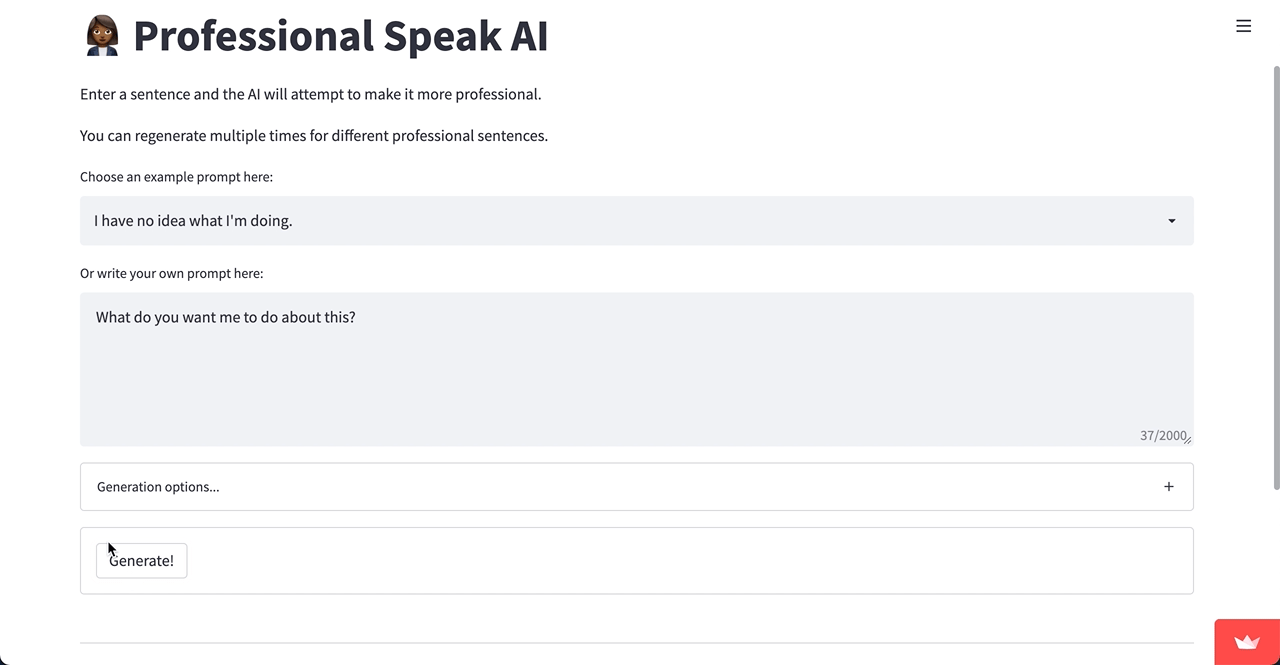 Professional Speak AI
Enter a sentence and the AI will attempt to make it more professional.
You can regenerate multiple times for different professional sentences.
Choose an example prompt here:
I have no idea what I'm doing.
Or write your own prompt here:
What do you want me to do about this?
37/2000
Generation options...
Generate!